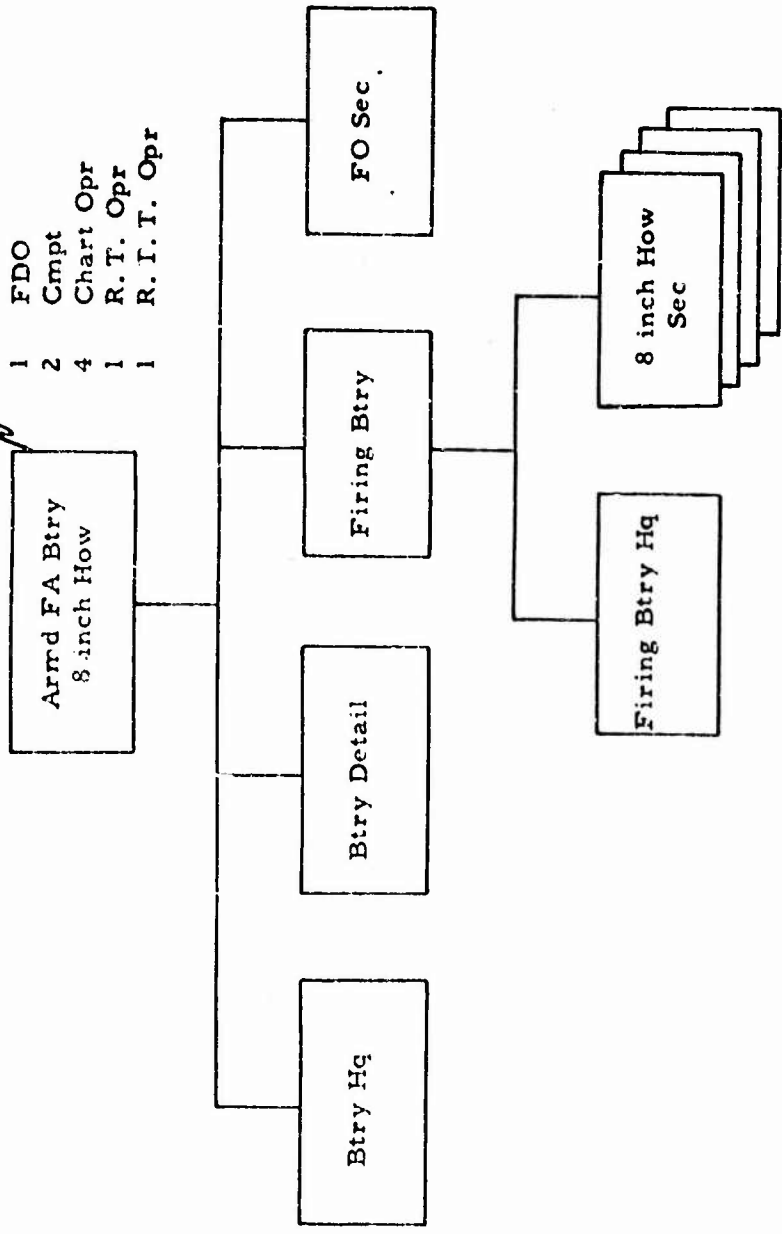 1 FDO
2 Cmpt
4 Chart Opr
1 R. T. Opr
1 R. T. T. Opr
Armd FA Btry
8 inch How
Btry Hq
Btry Detail
Firing Btry
FO Sec
Firing Btry Hq
8 inch How
Sec